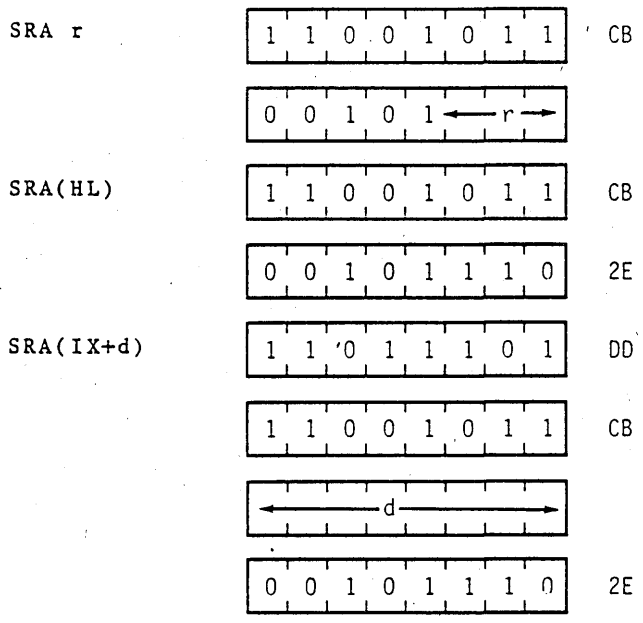 SRA r 1 1 0 0 1 0 1 1 CB
0 0 1 0 1 r
SRA(HL) 1 1 0 0 1 0 1 1 CB
0 0 1 0 1 1 1 0 2E
SRA(IX+d) 1 1 0 1 1 1 0 1 DD
1 1 0 0 1 0 1 1 CB
d
0 0 1 0 1 1 1 0 2E